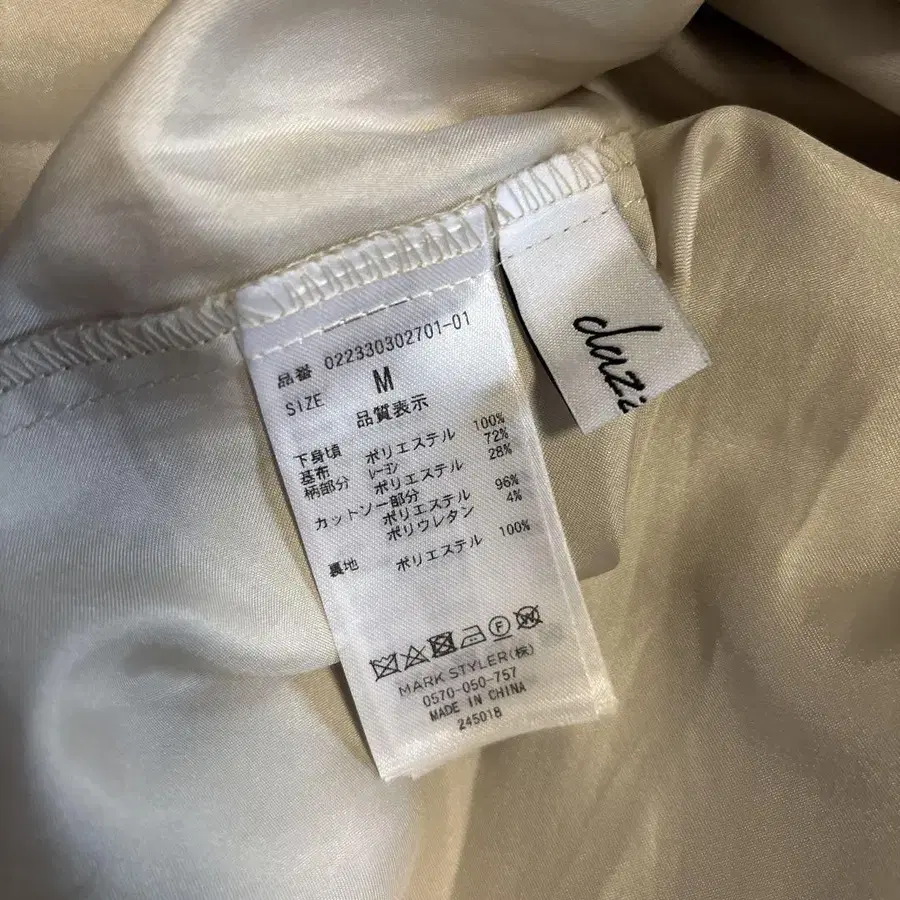 品番 022330302701-01
SIZE M
品質表示
下身頃 ポリエステル 100%
基布 レーヨン 72%
柄部分 ポリエステル 28%
カットソー部分
ポリエステル 96%
ポリウレタン 4%
裏地 ポリエステル 100%
MARK STYLER(株)
0570-050-757
MADE IN CHINA
245018
dazz